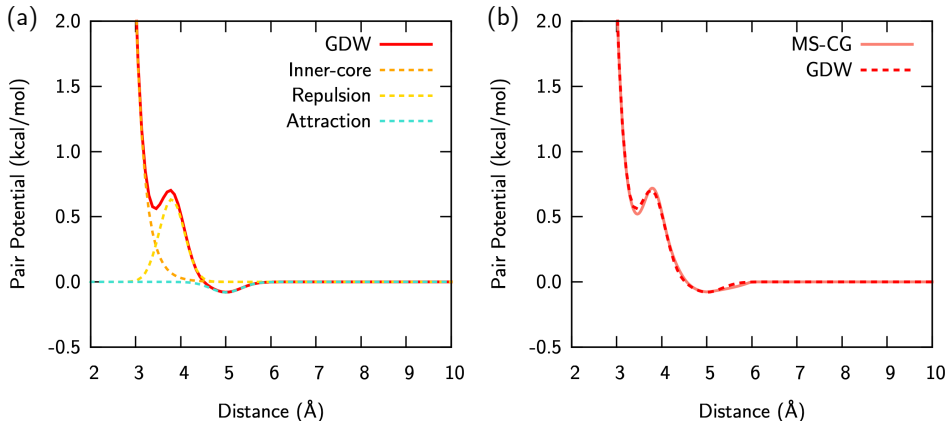 (a)
Pair Potential (kcal/mol)
2.0
1.5
1.0
0.5
0.0
-0.5
GDW
Inner-core
Repulsion
Attraction
2 3 4 5 6 7 8 9 10
Distance (Å)
(b)
Pair Potential (kcal/mol)
2.0
1.5
1.0
0.5
0.0
-0.5
MS-CG
GDW
2 3 4 5 6 7 8 9 10
Distance (Å)